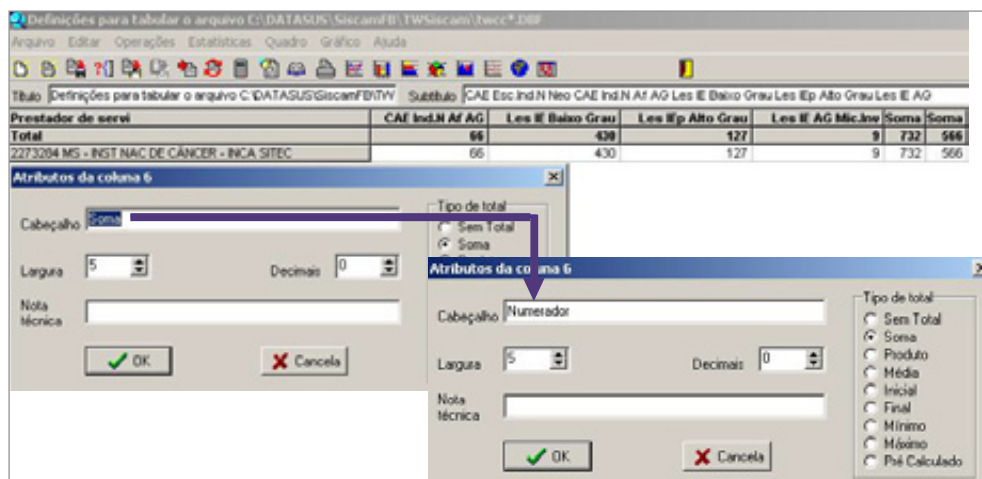 Definições para tabular o arquivo C:\DATASUS\SiscamFB\TWSiscam\twcc*.DBF
Arquivo Editar Operações Estatísticas Quadro Gráfico Ajuda
Título Definições para tabular o arquivo C:\DATASUS\SiscamFB\TW Subtítulo CAE Esc.Ind.N Neo CAE Ind.N Af AG Les IE Baixo Grau Les IEp Alto Grau Les IE AG
Prestador de servi CAE Ind.N Af AG Les IE Baixo Grau Les IEp Alto Grau Les IE AG Mic.Inv Soma Soma
Total 66 430 127 9 732 566
2273284 MS - INST NAC DE CÂNCER - INCA SITEC 66 430 127 9 732 566
Atributos da coluna 6
Cabeçalho Soma
Tipo de total
Sem Total
Soma
Largura 5 Decimais 0
Nota técnica
OK Cancela
Atributos da coluna 6
Cabeçalho Numerador
Largura 5 Decimais 0
Nota técnica
OK Cancela
Tipo de total
Sem Total
Soma
Produto
Média
Inicial
Final
Mínimo
Máximo
Pré Calculado